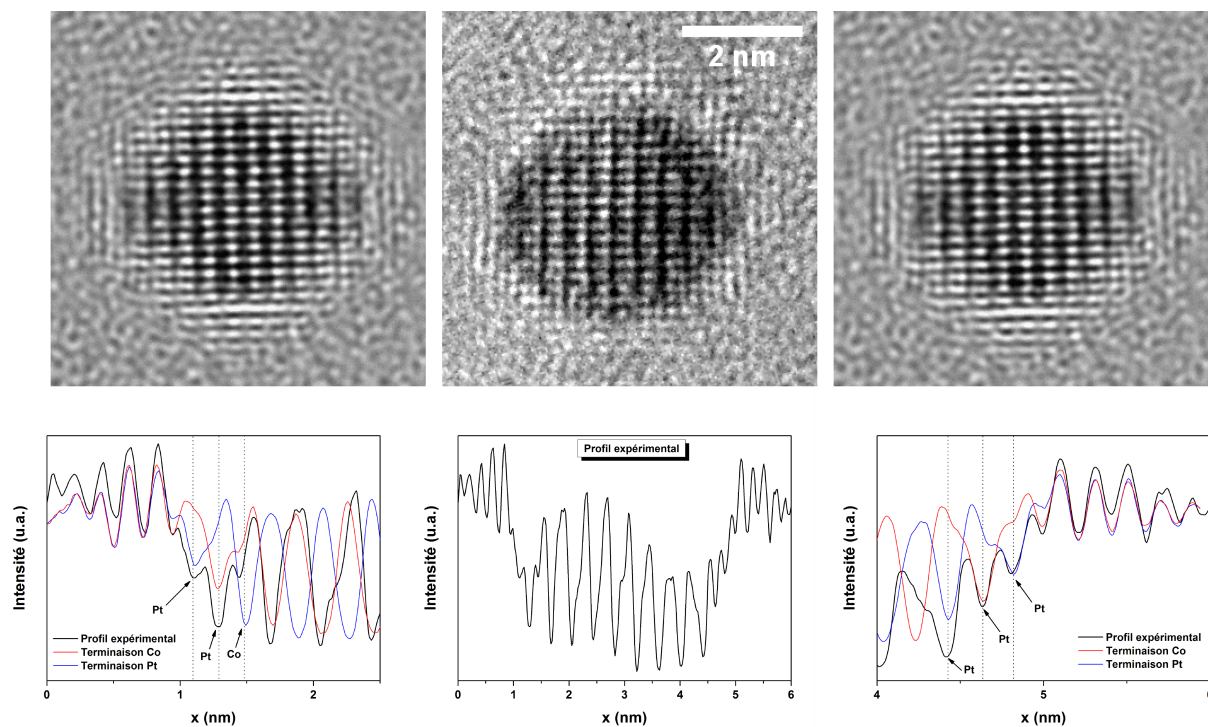 2 nm
Intensité (u.a.)
Pt
Pt
Co
Profil expérimental
Terminaison Co
Terminaison Pt
0
1
2
x (nm)
Intensité (u.a.)
Profil expérimental
0
1
2
3
4
5
6
x (nm)
Intensité (u.a.)
Pt
Pt
Pt
Profil expérimental
Terminaison Co
Terminaison Pt
4
5
6
x (nm)